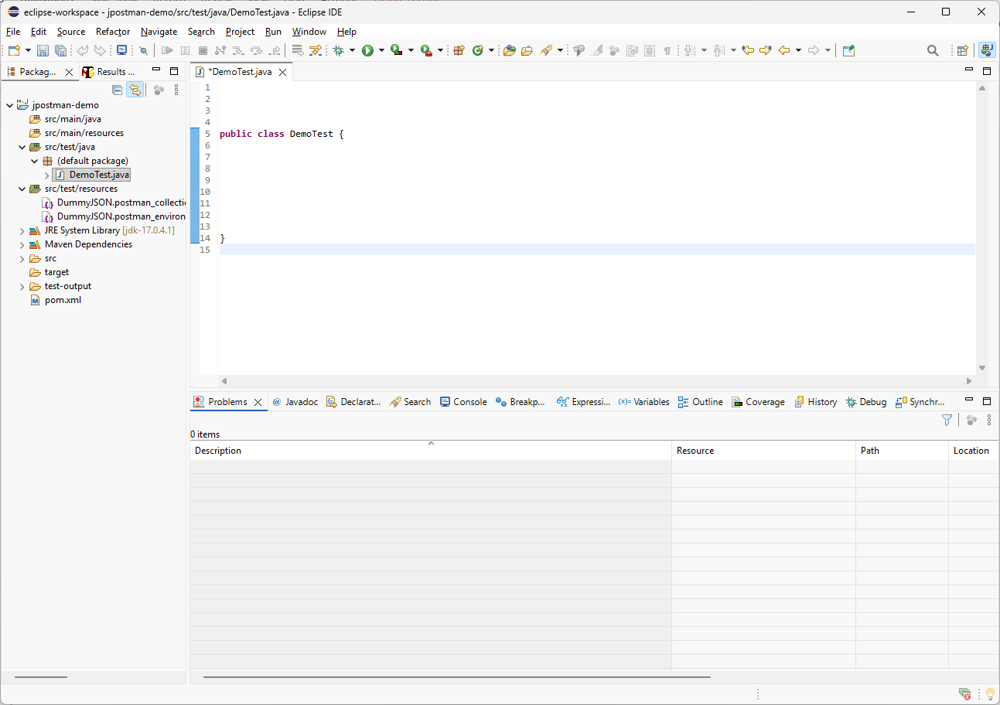 eclipse-workspace - jpostman-demo/src/test/java/DemoTest.java - Eclipse IDE
File Edit Source Refactor Navigate Search Project Run Window Help
Packag... Results ...
*DemoTest.java
jpostman-demo
src/main/java
src/main/resources
src/test/java
(default package)
DemoTest.java
src/test/resources
DummyJSON.postman_collecti
DummyJSON.postman_environ
JRE System Library [jdk-17.0.4.1]
Maven Dependencies
src
target
test-output
pom.xml
1
2
3
4
5 public class DemoTest {
6
7
8
9
10
11
12
13
14 }
15
Problems Javadoc Declarat... Search Console Breakp... Expressi... Variables Outline Coverage History Debug Synchr...
0 items
Description Resource Path Location